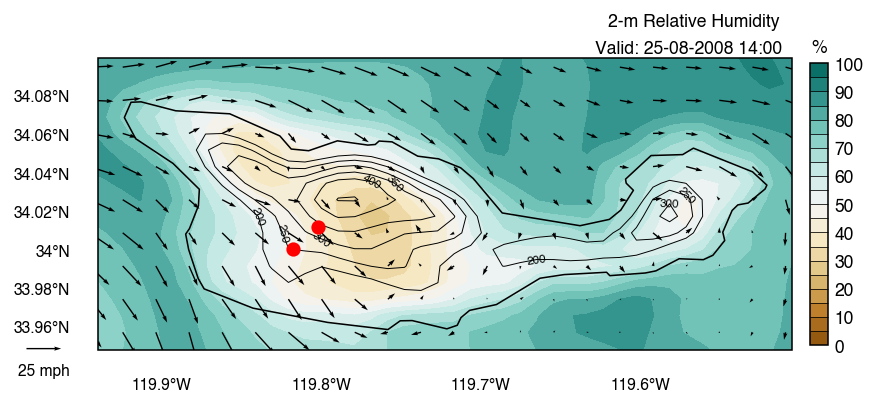 2-m Relative Humidity
Valid: 25-08-2008 14:00
%
100
90
80
70
60
50
40
30
20
10
0
34.08°N
34.06°N
34.04°N
34.02°N
34°N
33.98°N
33.96°N
400
350
250
300
200
250
300
200
25 mph
119.9°W
119.8°W
119.7°W
119.6°W